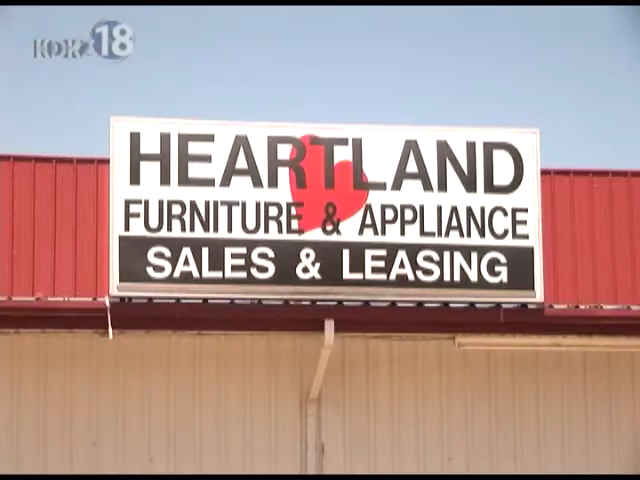 KDKZ 18
HEARTLAND
FURNITURE & APPLIANCE
SALES & LEASING